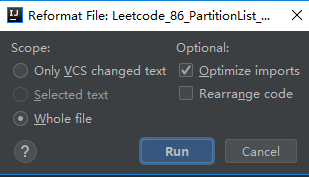 Reformat File: Leetcode_86_PartitionList_...
Scope:
Optional:
Only VCS changed text
Optimize imports
Selected text
Rearrange code
Whole file
?
Run
Cancel